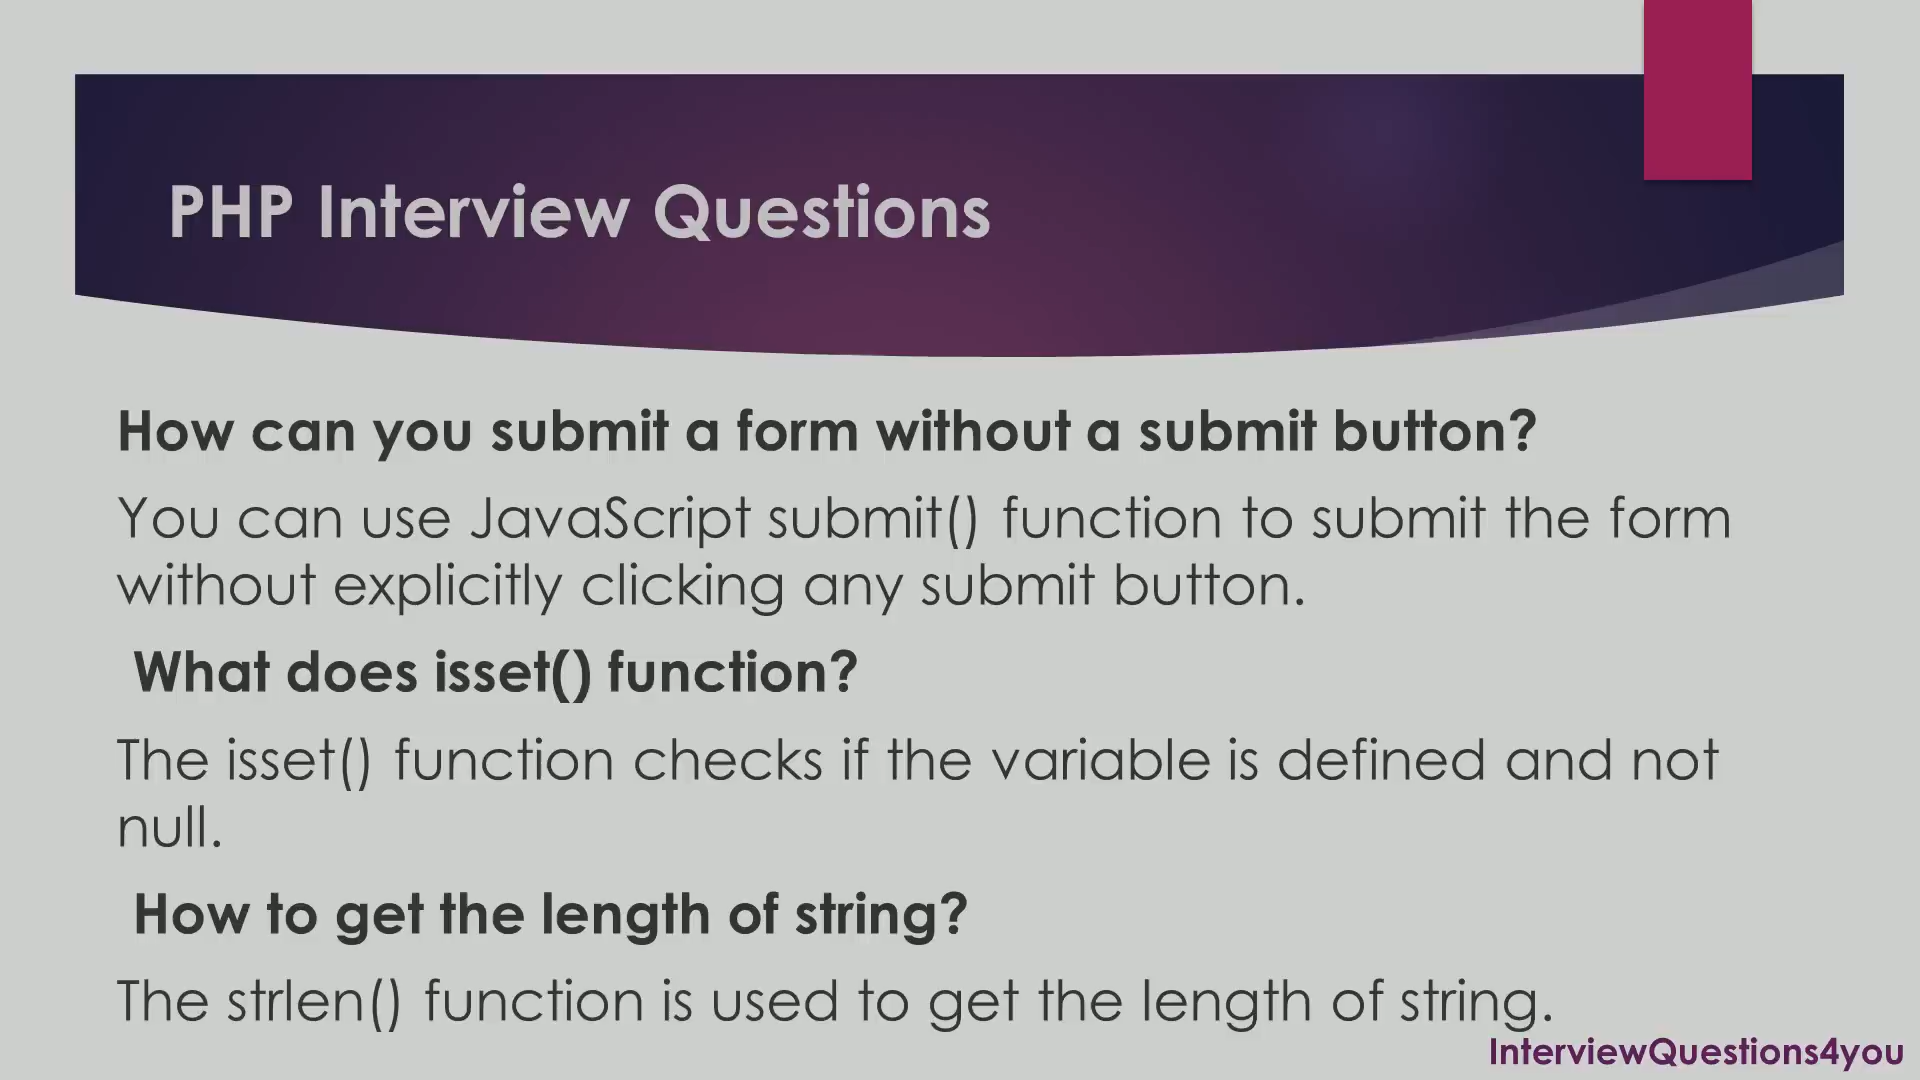 PHP Interview Questions
How can you submit a form without a submit button?
You can use JavaScript submit() function to submit the form
without explicitly clicking any submit button.
What does isset() function?
The isset() function checks if the variable is defined and not
null.
How to get the length of string?
The strlen() function is used to get the length of string.
InterviewQuestions4you